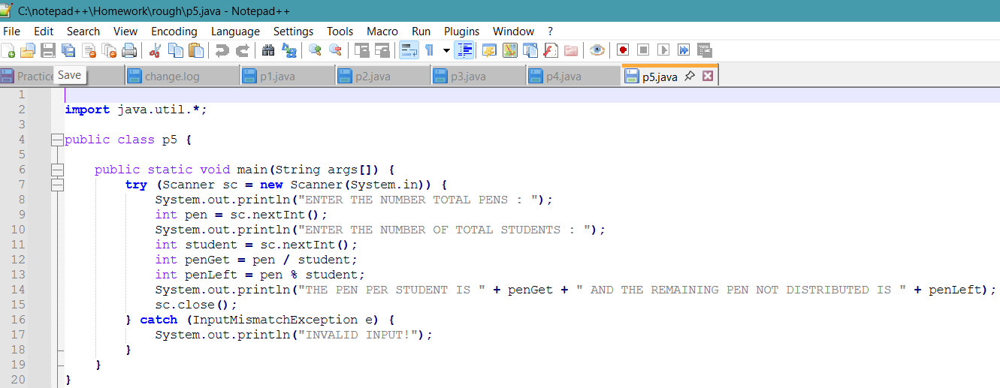 C:\notepad++\Homework\rough\p5.java - Notepad++
File Edit Search View Encoding Language Settings Tools Macro Run Plugins Window ?
Practice Save change.log p1.java p2.java p3.java p4.java p5.java
1
2 import java.util.*;
3
4 public class p5 {
5
6 public static void main(String args[]) {
7 try (Scanner sc = new Scanner(System.in)) {
8 System.out.println("ENTER THE NUMBER TOTAL PENS : ");
9 int pen = sc.nextInt();
10 System.out.println("ENTER THE NUMBER OF TOTAL STUDENTS : ");
11 int student = sc.nextInt();
12 int penGet = pen / student;
13 int penLeft = pen % student;
14 System.out.println("THE PEN PER STUDENT IS " + penGet + " AND THE REMAINING PEN NOT DISTRIBUTED IS " + penLeft);
15 sc.close();
16 } catch (InputMismatchException e) {
17 System.out.println("INVALID INPUT!");
18 }
19 }
20 }